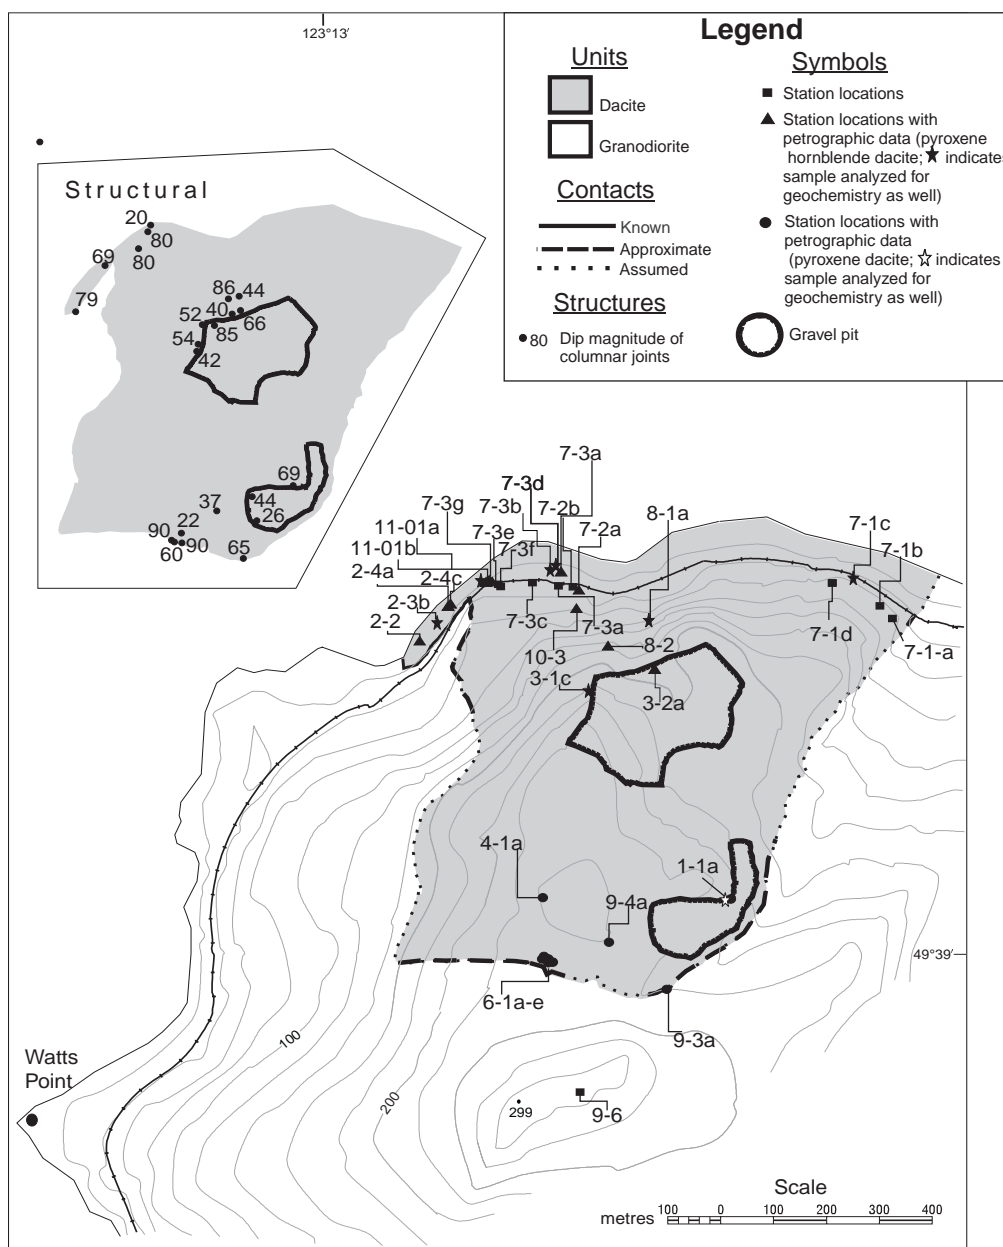 123°13′
Legend
Units
Dacite
Granodiorite
Contacts
Known
Approximate
Assumed
Structures
80 Dip magnitude of
columnar joints
Symbols
Station locations
Station locations with
petrographic data (pyroxene
hornblende dacite; ★ indicates
sample analyzed for
geochemistry as well)
Station locations with
petrographic data
(pyroxene dacite; ☆ indicates
sample analyzed for
geochemistry as well)
Gravel pit
Structural
20
80
80
69
79
86
44
40
66
52
85
54
42
69
44
26
37
22
90
90
60
65
7-3a
7-3d
7-3b
7-2b
7-3g
7-2a
8-1a
7-1c
7-3e
11-01a
7-3f
7-1b
11-01b
2-4a
2-4c
2-3b
2-2
7-3c
7-3a
7-1d
7-1-a
10-3
8-2
3-1c
3-2a
4-1a
1-1a
9-4a
49°39′
6-1a-e
9-3a
100
200
Watts
Point
299
9-6
Scale
metres
100
0
100
200
300
400